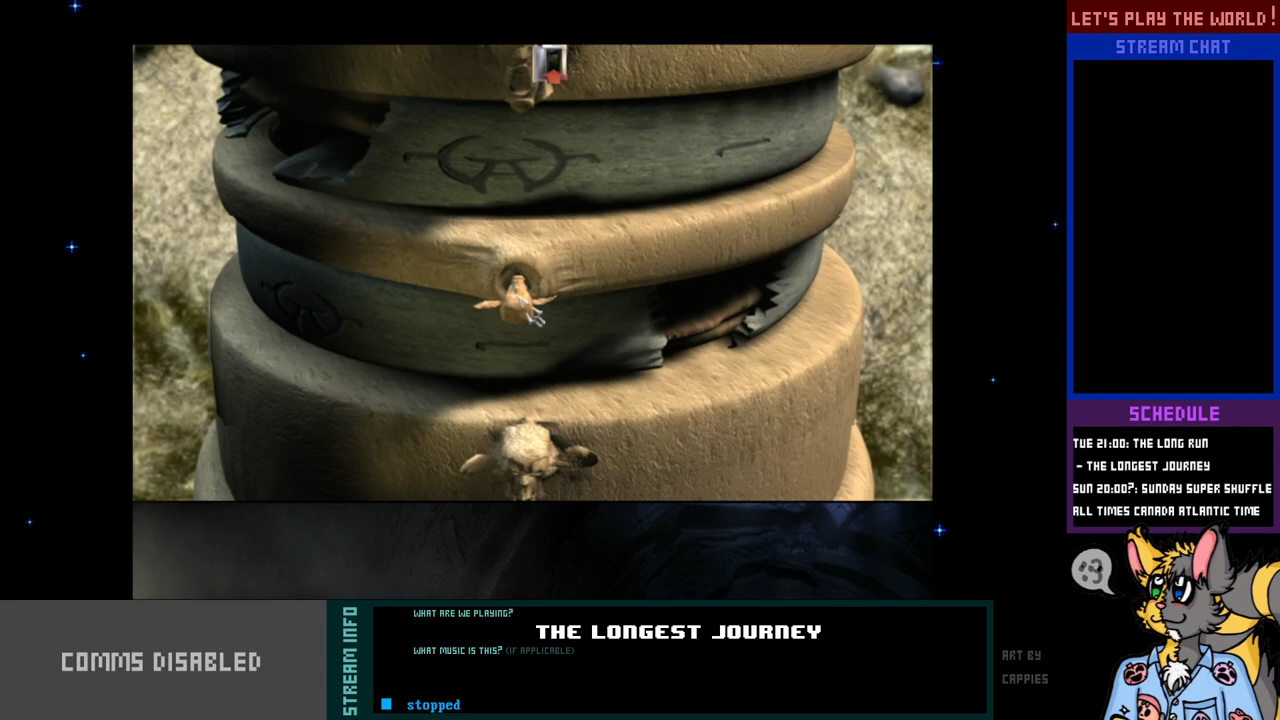 LET'S PLAY THE WORLD!
STREAM CHAT
SCHEDULE
TUE 21:00: THE LONG RUN
- THE LONGEST JOURNEY
SUN 20:00?: SUNDAY SUPER SHUFFLE
ALL TIMES CANADA ATLANTIC TIME
:3
COMMS DISABLED
STREAM INFO
WHAT ARE WE PLAYING?
THE LONGEST JOURNEY
WHAT MUSIC IS THIS? (IF APPLICABLE)
stopped
ART BY
CAPPIES